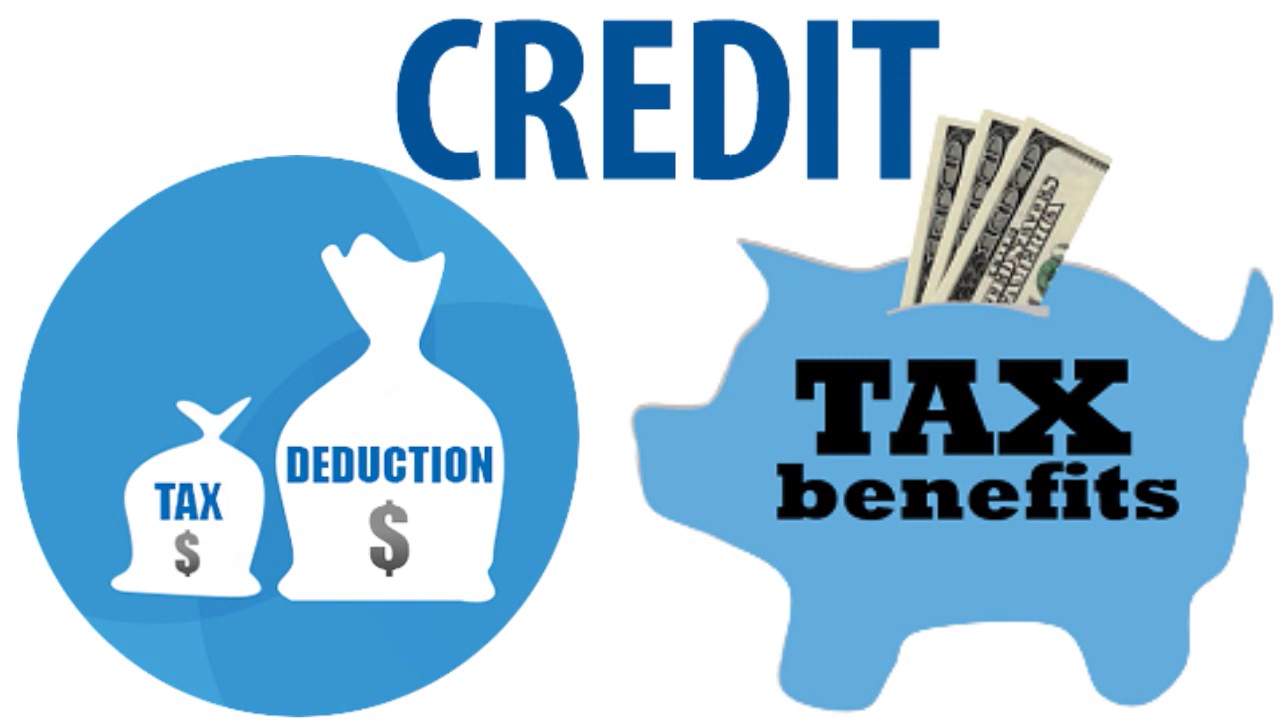 CREDIT
TAX
$
DEDUCTION
$
TAX
benefits